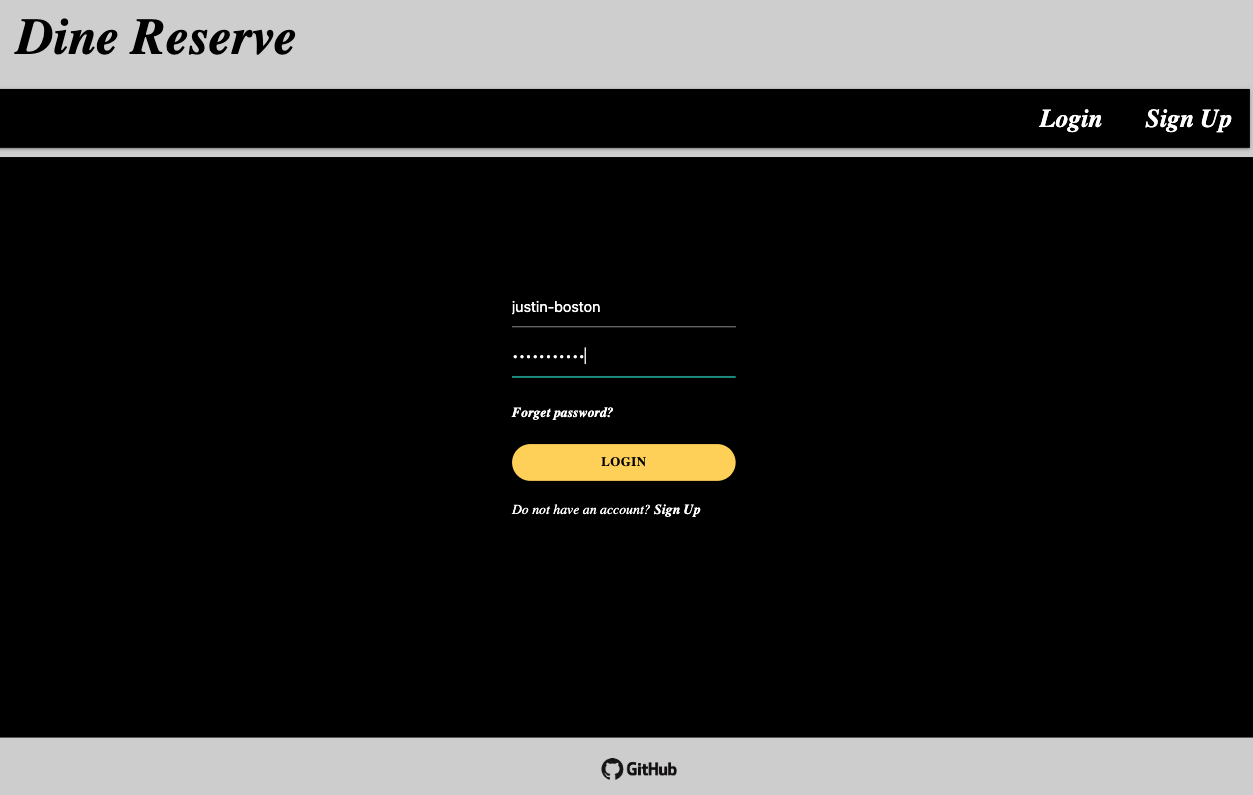 Dine Reserve
Login Sign Up
justin-boston
•••••••••••
Forget password?
LOGIN
Do not have an account? Sign Up
GitHub